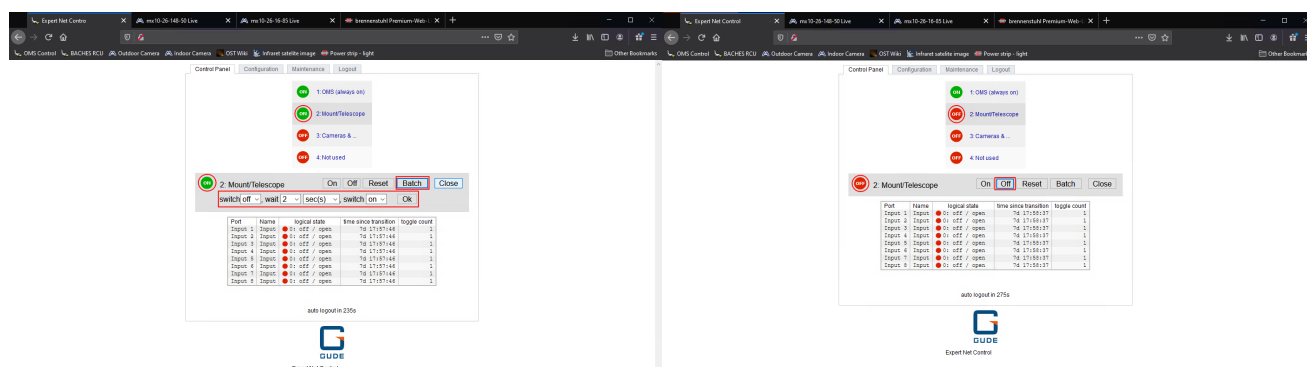 Expert Net Contro
mx10-26-148-50 Live
mx10-26-16-85 Live
brennenstuhl Premium-Web-
OMS Control
BACHES RCU
Outdoor Camera
Indoor Camera
OST Wiki
Infraret satelite image
Power strip - light
Other Bookmarks
Control Panel
Configuration
Maintenance
Logout
ON 1: OMS (always on)
ON 2: Mount/Telescope
OFF 3: Cameras &...
OFF 4: Not used
ON 2: Mount/Telescope On Off Reset Batch Close
switch off, wait 2 sec(s), switch on Ok
Port Name logical state time since transition toggle count
Input 1 Input 0: off / open 7d 17:57:46 1
Input 2 Input 0: off / open 7d 17:57:46 1
Input 3 Input 0: off / open 7d 17:57:46 1
Input 4 Input 0: off / open 7d 17:57:46 1
Input 5 Input 0: off / open 7d 17:57:46 1
Input 6 Input 0: off / open 7d 17:57:46 1
Input 7 Input 0: off / open 7d 17:57:46 1
Input 8 Input 0: off / open 7d 17:57:46 1
auto logout in 235s
GUDE
Expert Net Control
mx10-26-148-50 Live
mx10-26-16-85 Live
brennenstuhl Premium-Web-
OMS Control
BACHES RCU
Outdoor Camera
Indoor Camera
OST Wiki
Infraret satelite image
Power strip - light
Other Bookmar
Control Panel
Configuration
Maintenance
Logout
ON 1: OMS (always on)
OFF 2: Mount/Telescope
OFF 3: Cameras &...
OFF 4: Not used
OFF 2: Mount/Telescope On Off Reset Batch Close
Port Name logical state time since transition toggle count
Input 1 Input 0: off / open 7d 17:58:37 1
Input 2 Input 0: off / open 7d 17:58:37 1
Input 3 Input 0: off / open 7d 17:58:37 1
Input 4 Input 0: off / open 7d 17:58:37 1
Input 5 Input 0: off / open 7d 17:58:37 1
Input 6 Input 0: off / open 7d 17:58:37 1
Input 7 Input 0: off / open 7d 17:58:37 1
Input 8 Input 0: off / open 7d 17:58:37 1
auto logout in 275s
GUDE
Expert Net Control